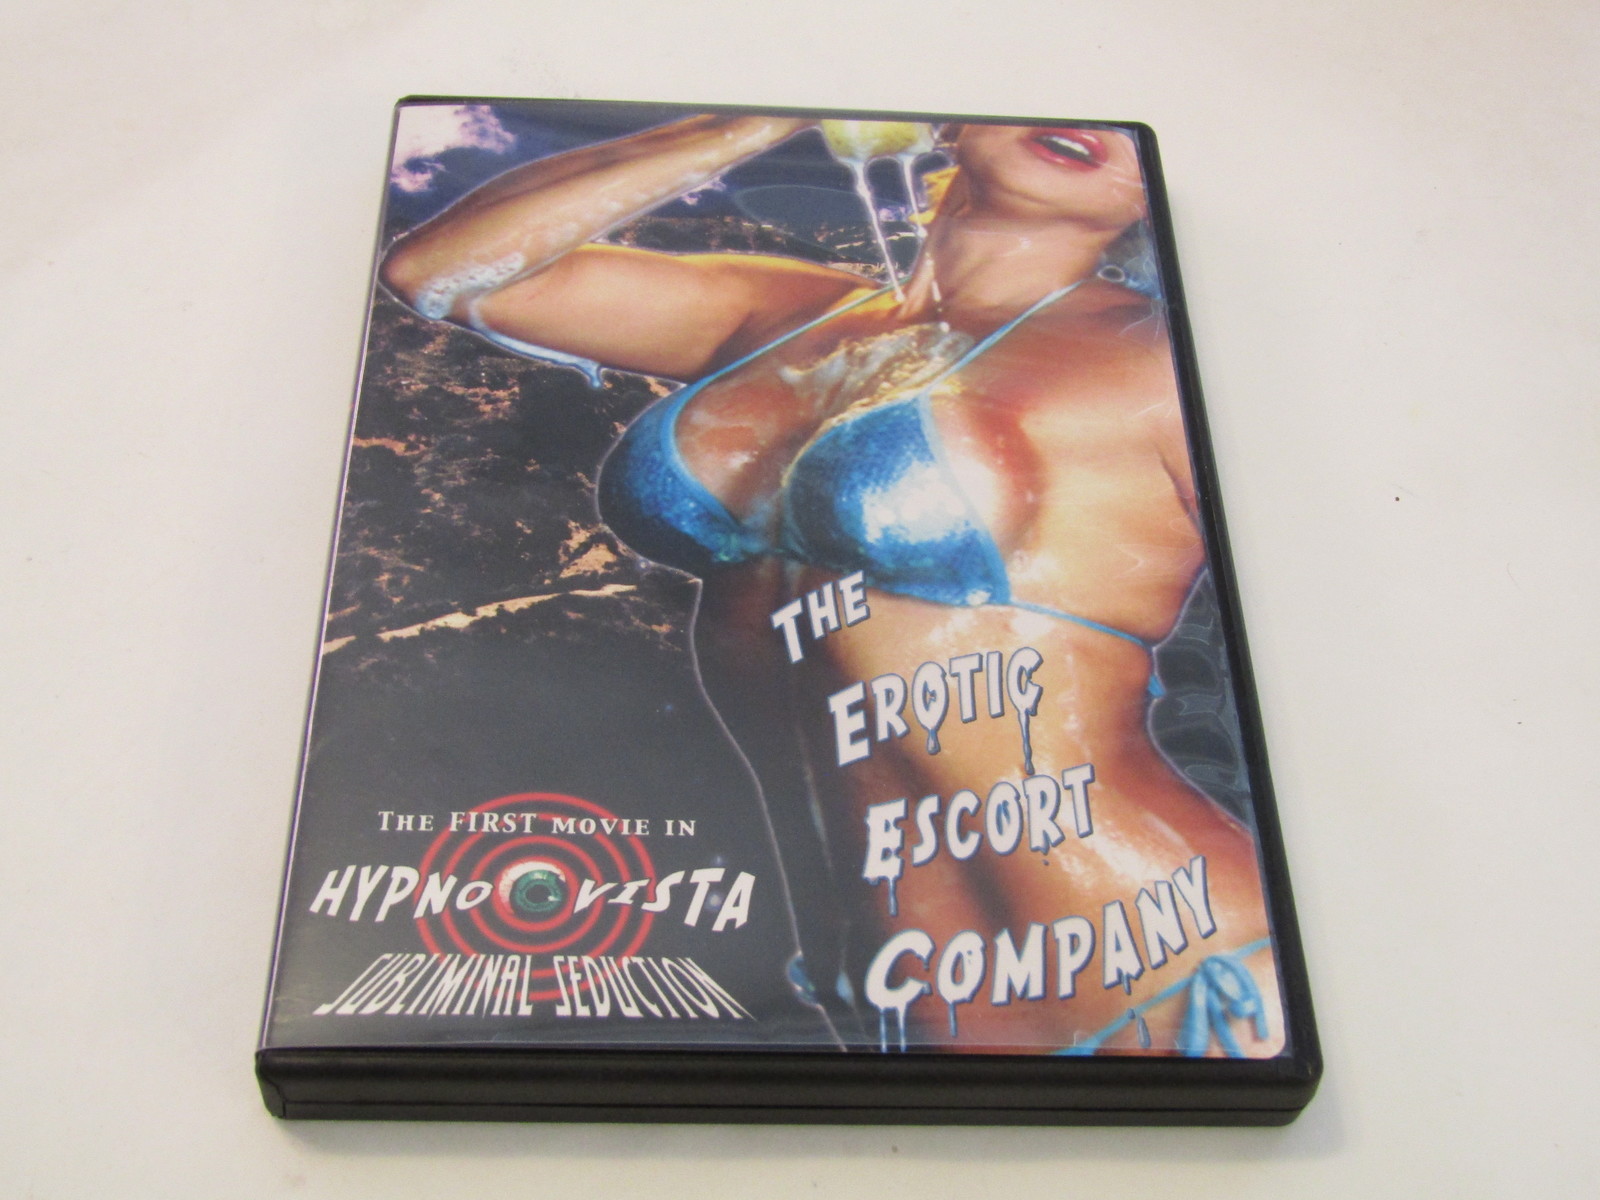 THE
EROTIC
ESCORT
COMPANY
THE FIRST MOVIE IN
HYPNO VISTA
SUBLIMINAL SEDUCTION